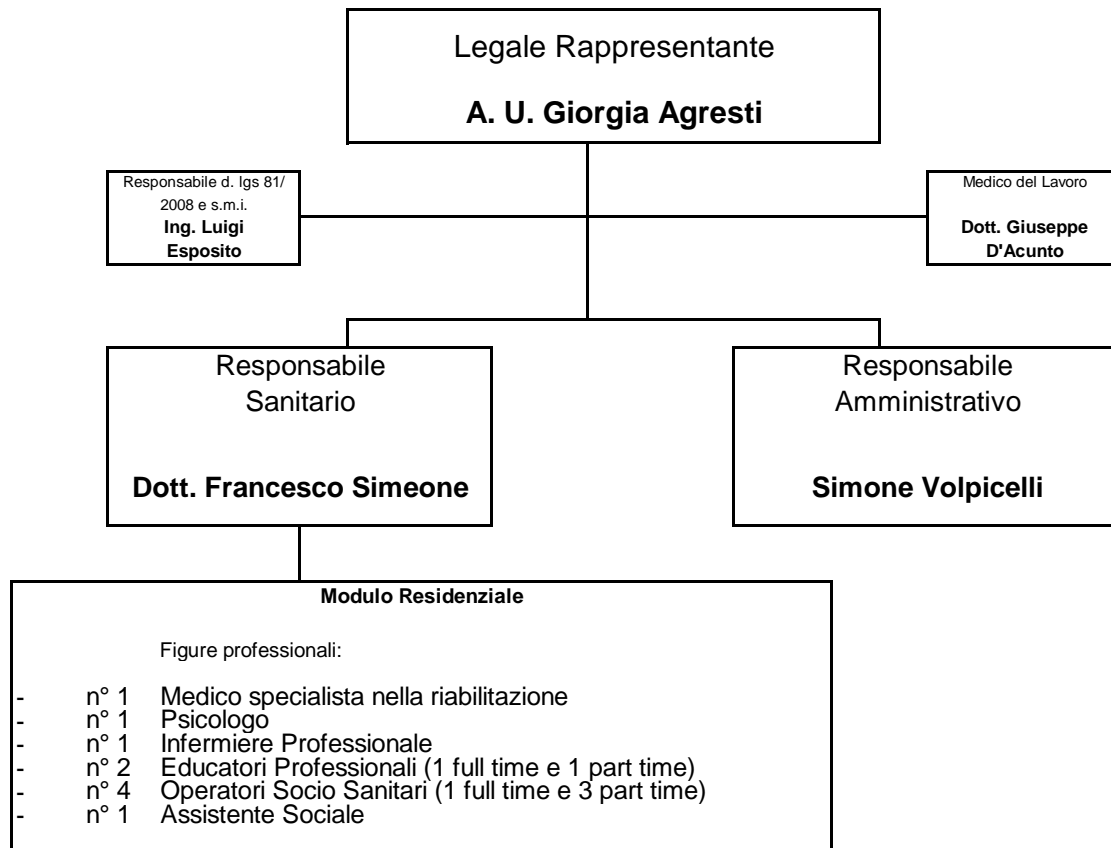 Legale Rappresentante
A. U. Giorgia Agresti
Responsabile d. lgs 81/
2008 e s.m.i.
Ing. Luigi
Esposito
Medico del Lavoro
Dott. Giuseppe
D'Acunto
Responsabile
Sanitario
Dott. Francesco Simeone
Responsabile
Amministrativo
Simone Volpicelli
Modulo Residenziale
Figure professionali:
- n° 1 Medico specialista nella riabilitazione
- n° 1 Psicologo
- n° 1 Infermiere Professionale
- n° 2 Educatori Professionali (1 full time e 1 part time)
- n° 4 Operatori Socio Sanitari (1 full time e 3 part time)
- n° 1 Assistente Sociale